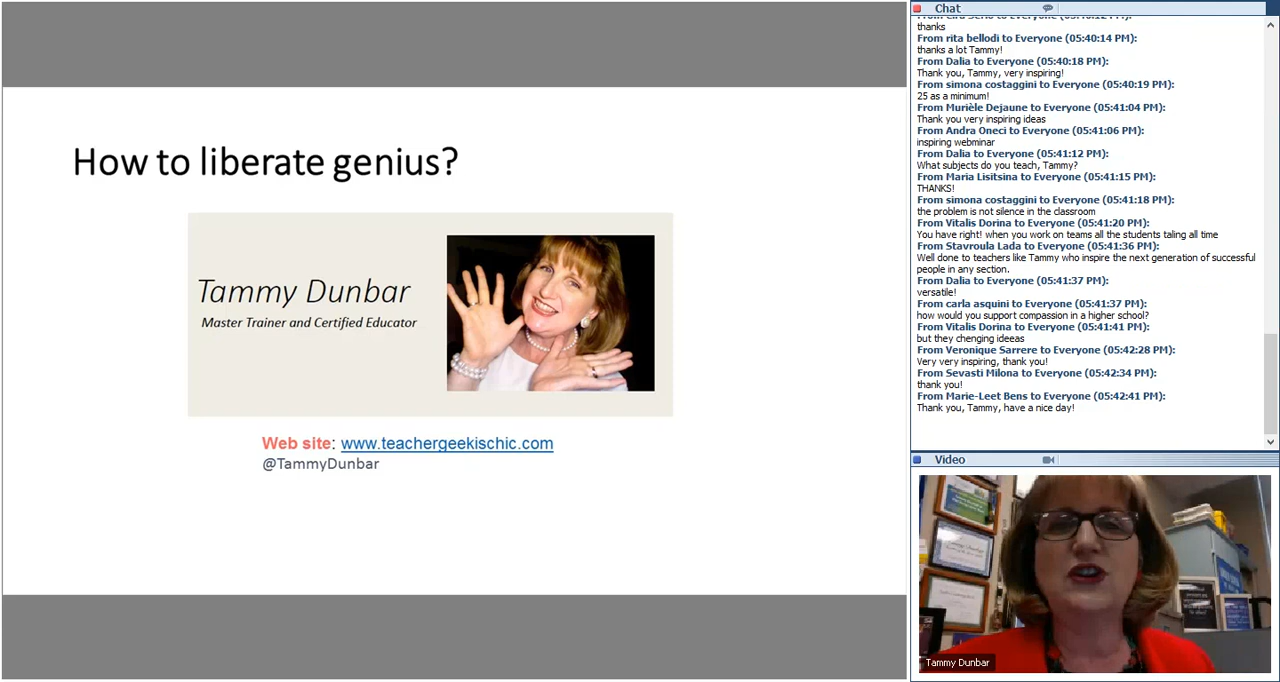 How to liberate genius?
Tammy Dunbar
Master Trainer and Certified Educator
Web site: www.teachergeekischic.com
@TammyDunbar
Chat
thanks
From rita bellodi to Everyone (05:40:14 PM):
thanks a lot Tammy!
From Dalia to Everyone (05:40:18 PM):
Thank you, Tammy, very inspiring!
From simona costaggini to Everyone (05:40:19 PM):
25 as a minimum!
From Murièle Dejaune to Everyone (05:41:04 PM):
Thank you very inspiring ideas
From Andra Oneci to Everyone (05:41:06 PM):
inspiring webminar
From Dalia to Everyone (05:41:12 PM):
What subjects do you teach, Tammy?
From Maria Lisitsina to Everyone (05:41:15 PM):
THANKS!
From simona costaggini to Everyone (05:41:18 PM):
the problem is not silence in the classroom
From Vitalis Dorina to Everyone (05:41:20 PM):
You have right! when you work on teams all the students taling all time
From Stavroula Lada to Everyone (05:41:36 PM):
Well done to teachers like Tammy who inspire the next generation of successful
people in any section.
From Dalia to Everyone (05:41:37 PM):
versatile!
From carla asquini to Everyone (05:41:37 PM):
how would you support compassion in a higher school?
From Vitalis Dorina to Everyone (05:41:41 PM):
but they chenging ideeas
From Veronique Sarrere to Everyone (05:42:28 PM):
Very very inspiring, thank you!
From Sevasti Milona to Everyone (05:42:34 PM):
thank you!
From Marie-Leet Bens to Everyone (05:42:41 PM):
Thank you, Tammy, have a nice day!
Video
Tammy Dunbar